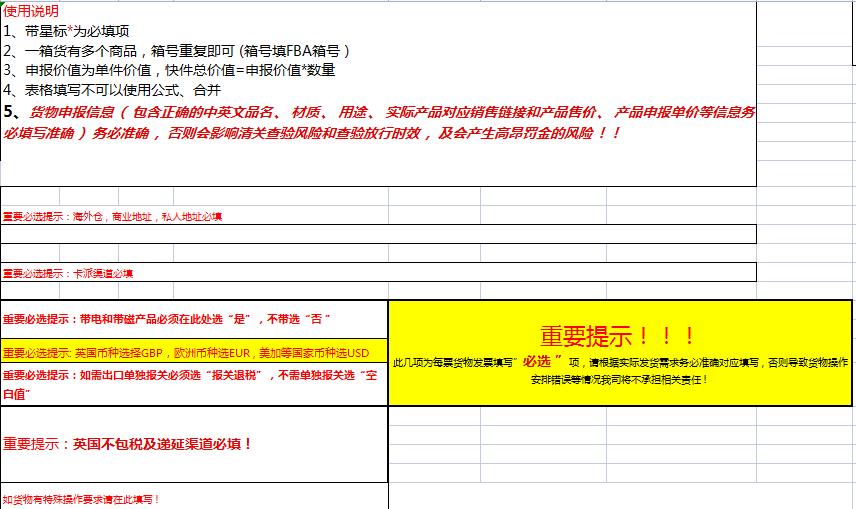 使用说明
1、带星标*为必填项
2、一箱货有多个商品，箱号重复即可 (箱号填FBA箱号 )
3、申报价值为单件价值，快件总价值=申报价值*数量
4、表格填写不可以使用公式、合并
5、货物申报信息（ 包含正确的中英文品名、 材质、 用途、 实际产品对应销售链接和产品售价、 产品申报单价等信息务
必填写准确 ）务必准确， 否则会影响清关查验风险和查验放行时效， 及会产生高昂罚金的风险 ！！
重要必选提示：海外仓，商业地址，私人地址必填
重要必选提示：卡派渠道必填
重要必选提示：带电和带磁产品必须在此处选“是”，不带选“否 ”
重要必选提示: 英国币种选择GBP，欧洲币种选EUR，美加等国家币种选USD
重要必选提示：如需出口单独报关必须选“报关退税”，不需单独报关选“空
白值”
重要提示！！！
此几项为每票货物发票填写“ 必选 ” 项，请根据实际发货需求务必准确对应填写，否则导致货物操作
安排错误等情况我司将不承担相关责任！
重要提示：英国不包税及递延渠道必填！
如货物有特殊操作要求请在此填写！